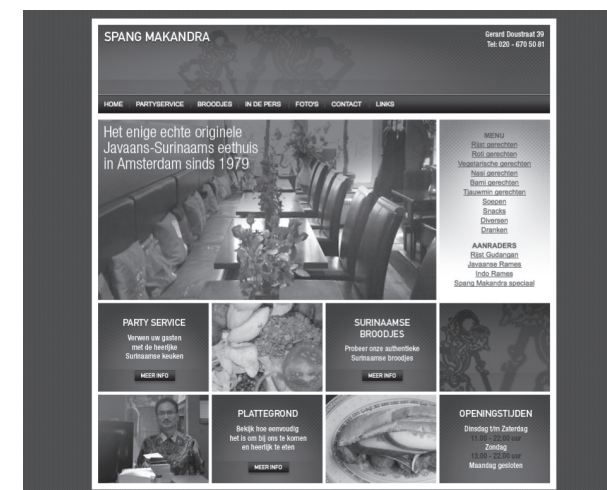 SPANG MAKANDRA
Gerard Doustraat 39
Tel: 020 - 670 50 81
HOME PARTYSERVICE BROODJES IN DE PERS FOTO'S CONTACT LINKS
Het enige echte originele
Javaans-Surinaams eethuis
in Amsterdam sinds 1979
MENU
Rijst gerechten
Roti gerechten
Vegetarische gerechten
Nasi gerechten
Bami gerechten
Tjauwmin gerechten
Soepen
Snacks
Diversen
Dranken
AANRADERS
Rijst Gudangan
Javaanse Rames
Indo Rames
Spang Makandra speciaal
PARTY SERVICE
Verwen uw gasten
met de heerlijke
Surinaamse keuken
MEER INFO
SURINAAMSE
BROODJES
Probeer onze authentieke
Surinaamse broodjes
MEER INFO
PLATTEGROND
Bekijk hoe eenvoudig
het is om bij ons te komen
en heerlijk te eten
MEER INFO
OPENINGSTIJDEN
Dinsdag t/m Zaterdag
11.00 - 22.00 uur
Zondag
13.00 - 22.00 uur
Maandag gesloten